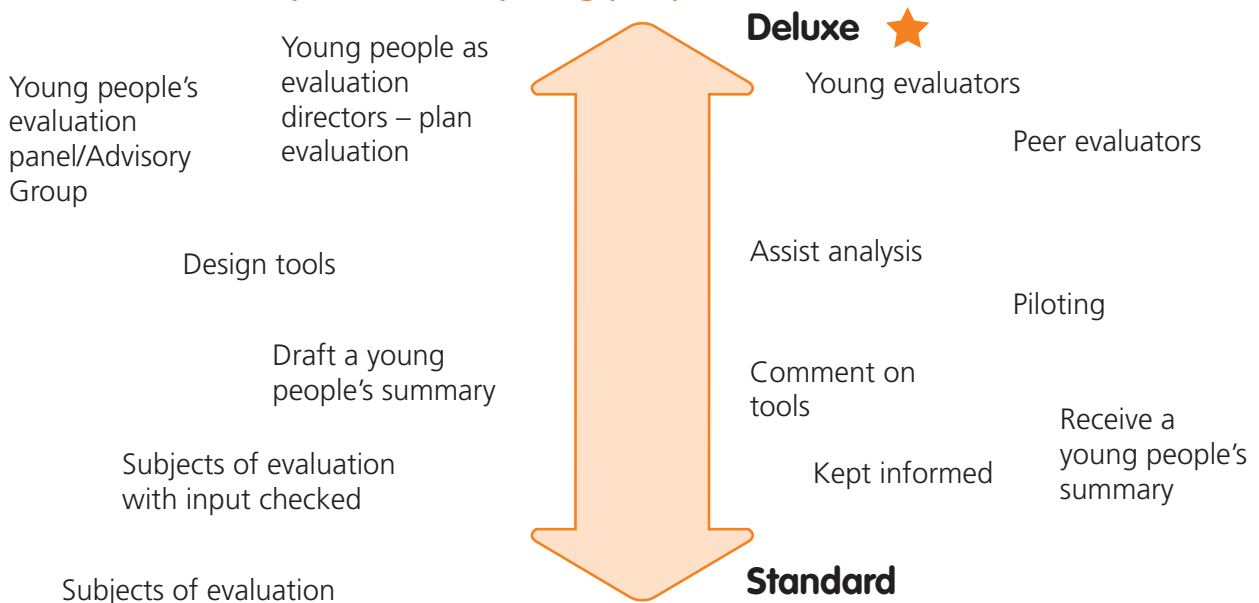 Deluxe
Young people as
evaluation
directors – plan
evaluation
Young people's
evaluation
panel/Advisory
Group
Young evaluators
Peer evaluators
Design tools
Assist analysis
Piloting
Draft a young
people's summary
Comment on
tools
Receive a
young people's
summary
Subjects of evaluation
with input checked
Kept informed
Standard
Subjects of evaluation